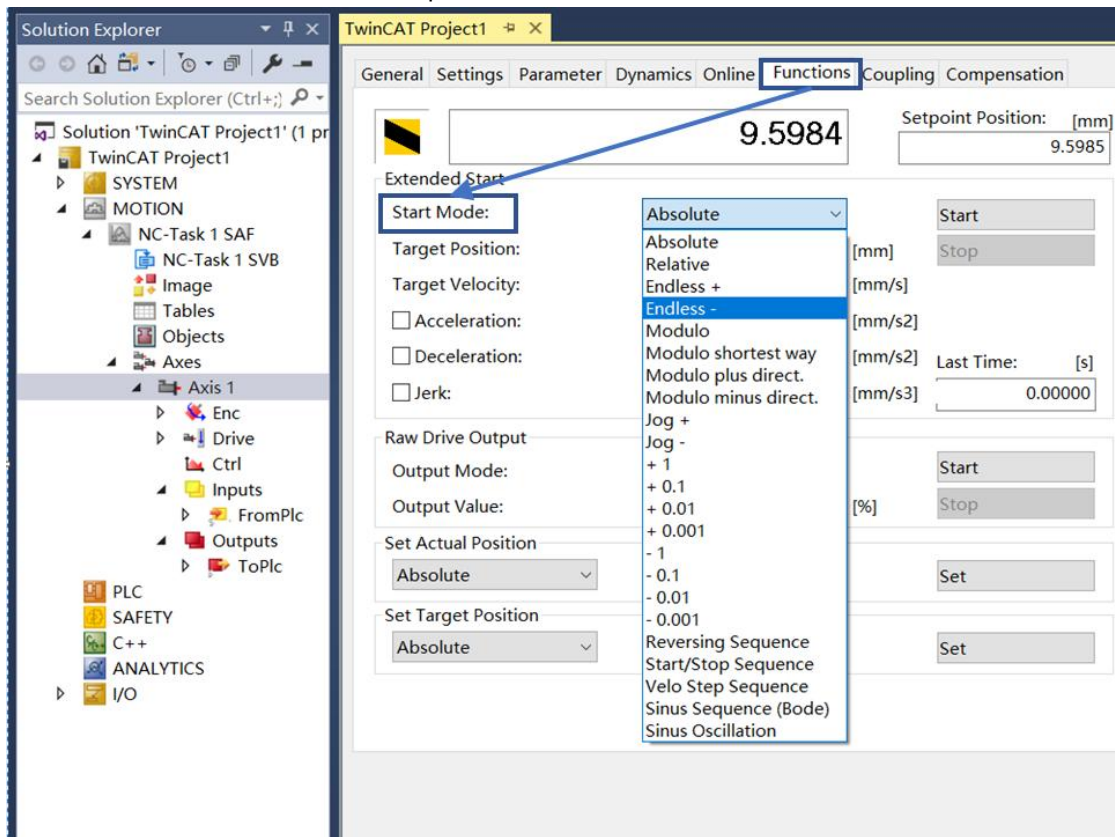 Solution Explorer
Search Solution Explorer (Ctrl+;)
Solution 'TwinCAT Project1' (1 pr
TwinCAT Project1
SYSTEM
MOTION
NC-Task 1 SAF
NC-Task 1 SVB
Image
Tables
Objects
Axes
Axis 1
Enc
Drive
Ctrl
Inputs
FromPlc
Outputs
ToPlc
PLC
SAFETY
C++
ANALYTICS
I/O
TwinCAT Project1
General Settings Parameter Dynamics Online Functions Coupling Compensation
9.5984
Setpoint Position: [mm]
9.5985
Extended Start
Start Mode: Absolute Start
Target Position: [mm] Stop
Target Velocity: [mm/s]
Acceleration: [mm/s2]
Deceleration: [mm/s2] Last Time: [s]
Jerk: [mm/s3] 0.00000
Absolute
Relative
Endless +
Endless -
Modulo
Modulo shortest way
Modulo plus direct.
Modulo minus direct.
Jog +
Jog -
+ 1
+ 0.1
+ 0.01
+ 0.001
- 1
- 0.1
- 0.01
- 0.001
Reversing Sequence
Start/Stop Sequence
Velo Step Sequence
Sinus Sequence (Bode)
Sinus Oscillation
Raw Drive Output
Output Mode: Start
Output Value: [%] Stop
Set Actual Position
Absolute Set
Set Target Position
Absolute Set